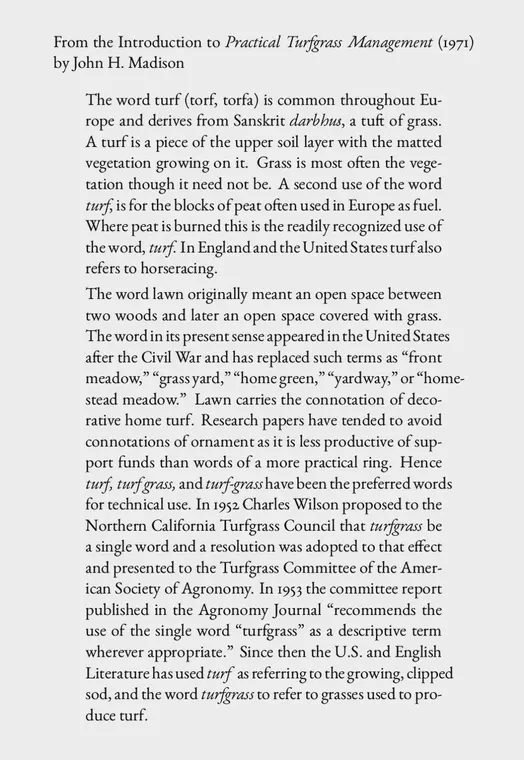 From the Introduction to Practical Turfgrass Management (1971)
by John H. Madison
The word turf (torf, torfa) is common throughout Eu-
rope and derives from Sanskrit darbhus, a tuft of grass.
A turf is a piece of the upper soil layer with the matted
vegetation growing on it. Grass is most often the vege-
tation though it need not be. A second use of the word
turf, is for the blocks of peat often used in Europe as fuel.
Where peat is burned this is the readily recognized use of
the word, turf. In England and the United States turf also
refers to horseracing.
The word lawn originally meant an open space between
two woods and later an open space covered with grass.
The word in its present sense appeared in the United States
after the Civil War and has replaced such terms as “front
meadow,” “grass yard,” “home green,” “yardway,” or “home-
stead meadow.” Lawn carries the connotation of deco-
rative home turf. Research papers have tended to avoid
connotations of ornament as it is less productive of sup-
port funds than words of a more practical ring. Hence
turf, turf grass, and turf-grass have been the preferred words
for technical use. In 1952 Charles Wilson proposed to the
Northern California Turfgrass Council that turfgrass be
a single word and a resolution was adopted to that effect
and presented to the Turfgrass Committee of the Amer-
ican Society of Agronomy. In 1953 the committee report
published in the Agronomy Journal “recommends the
use of the single word “turfgrass” as a descriptive term
wherever appropriate.” Since then the U.S. and English
Literature has used turf as referring to the growing, clipped
sod, and the word turfgrass to refer to grasses used to pro-
duce turf.